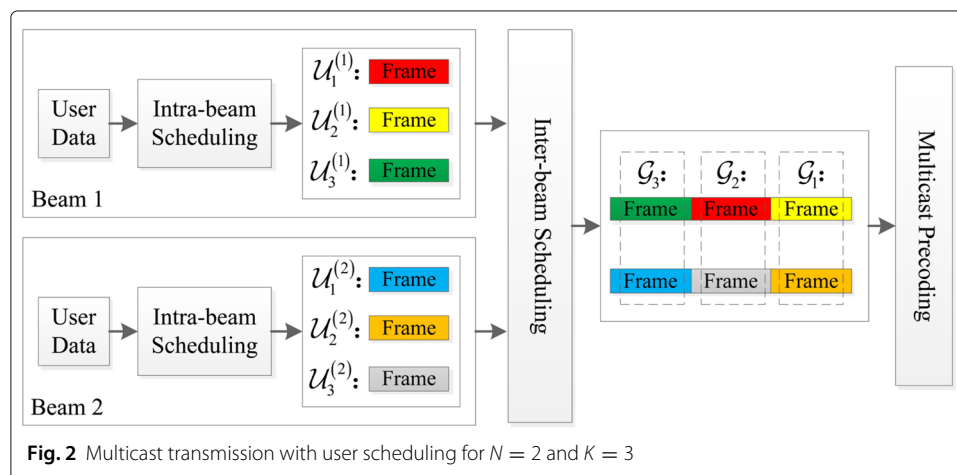 User
Data
Intra-beam
Scheduling
𝒰₁⁽¹⁾: Frame
𝒰₂⁽¹⁾: Frame
𝒰₃⁽¹⁾: Frame
Beam 1
User
Data
Intra-beam
Scheduling
𝒰₁⁽²⁾: Frame
𝒰₂⁽²⁾: Frame
𝒰₃⁽²⁾: Frame
Beam 2
Inter-beam Scheduling
𝒢₃: 𝒢₂: 𝒢₁:
Frame Frame Frame
Frame Frame Frame
Multicast Precoding
Fig. 2 Multicast transmission with user scheduling for N = 2 and K = 3